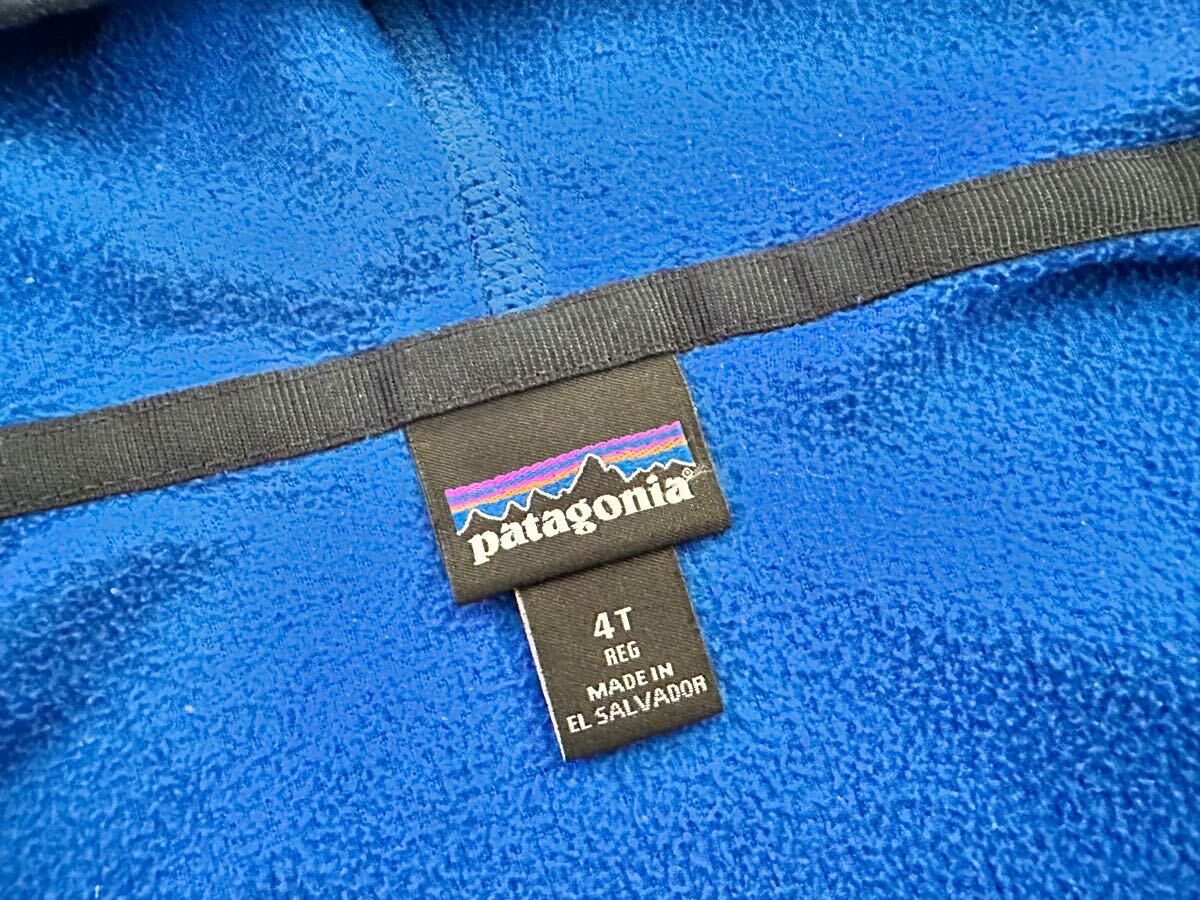 patagonia®
4T
REG
MADE IN
EL SALVADOR